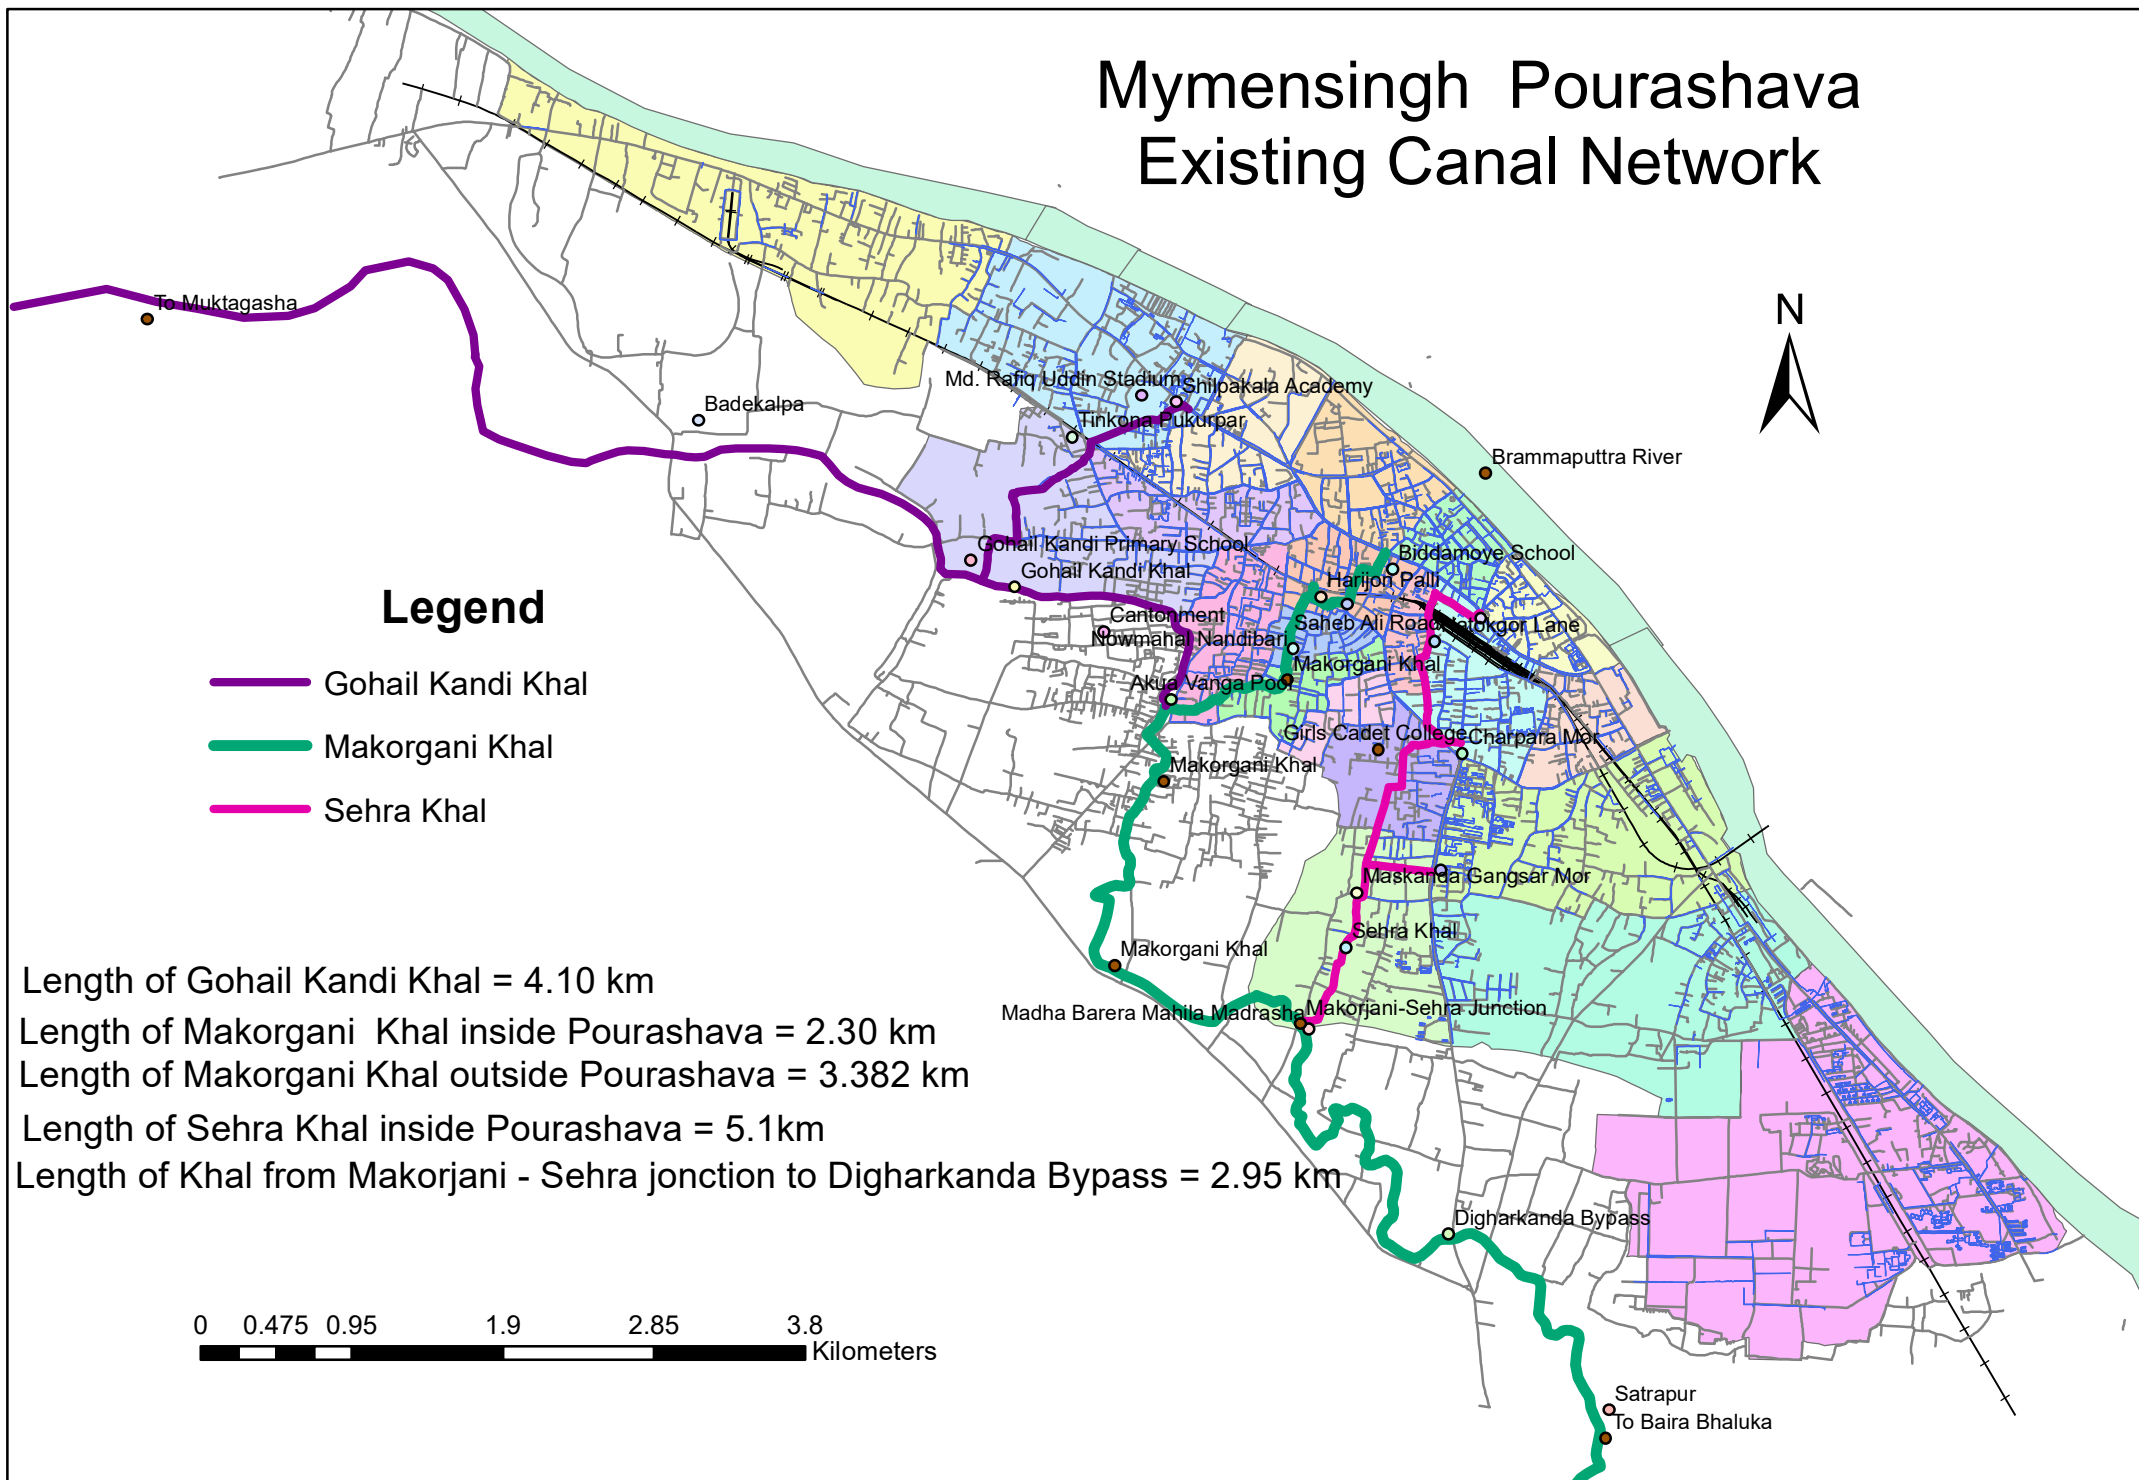 Mymensingh  Pourashava
Existing Canal Network
N
To Muktagasha
Badekalpa
Md. Rafiq Uddin Stadium
Shilpakala Academy
Tinkona Pukurpar
Brammaputtra River
Gohail Kandi Primary School
Gohail Kandi Khal
Biddamoye School
Harijon Palli
Cantonment
Saheb Ali Road
Nowmahal Nandibari
Makorgani Khal
Akua Vanga Pool
Girls Cadet College
Charpara Mor
Makorgani Khal
Maskanda Gangsar Mor
Sehra Khal
Makorgani Khal
Madha Barera Mahila Madrasha
Makorjani-Sehra Junction
Digharkanda Bypass
Satrapur
To Baira Bhaluka
Legend
Gohail Kandi Khal
Makorgani Khal
Sehra Khal
Length of Gohail Kandi Khal = 4.10 km
Length of Makorgani  Khal inside Pourashava = 2.30 km
Length of Makorgani Khal outside Pourashava = 3.382 km
Length of Sehra Khal inside Pourashava = 5.1km
Length of Khal from Makorjani - Sehra jonction to Digharkanda Bypass = 2.95 km
0 0.475 0.95 1.9 2.85 3.8
Kilometers